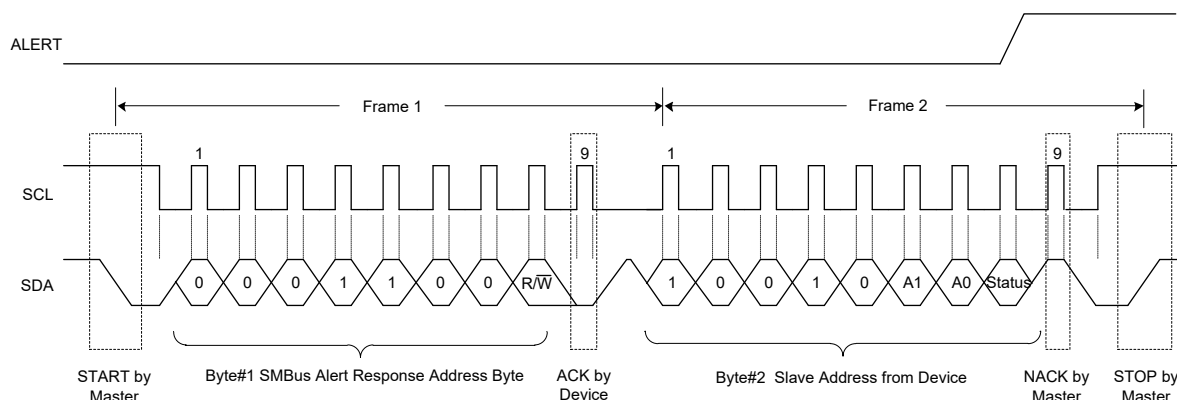 ALERT
Frame 1 Frame 2
1 9 1 9
SCL
SDA 0 0 0 1 1 0 0 R/W̅ 1 0 0 1 0 A1 A0 Status
START by Master
Byte#1 SMBus Alert Response Address Byte
ACK by Device
Byte#2 Slave Address from Device
NACK by Master
STOP by Master